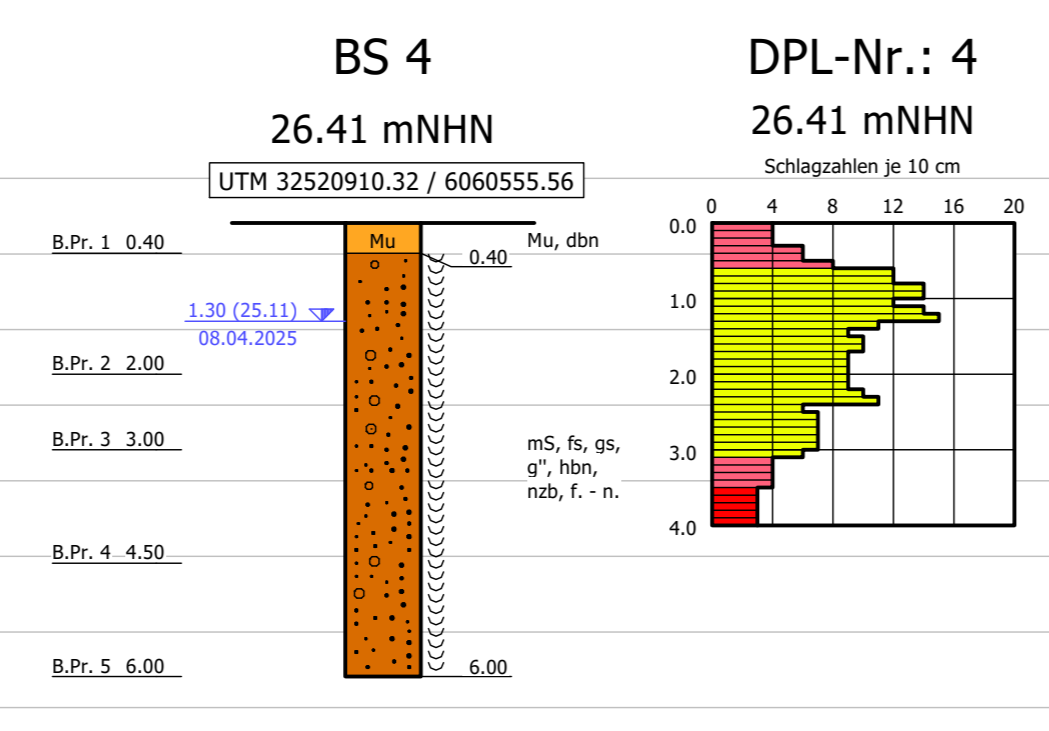 BS 4
26.41 mNHN
UTM 32520910.32 / 6060555.56
B.Pr. 1 0.40
Mu
Mu, dbn
0.40
1.30 (25.11)
08.04.2025
B.Pr. 2 2.00
B.Pr. 3 3.00
mS, fs, gs,
g'', hbn,
nzb, f. - n.
B.Pr. 4 4.50
B.Pr. 5 6.00
6.00
DPL-Nr.: 4
26.41 mNHN
Schlagzahlen je 10 cm
0 4 8 12 16 20
0.0
1.0
2.0
3.0
4.0